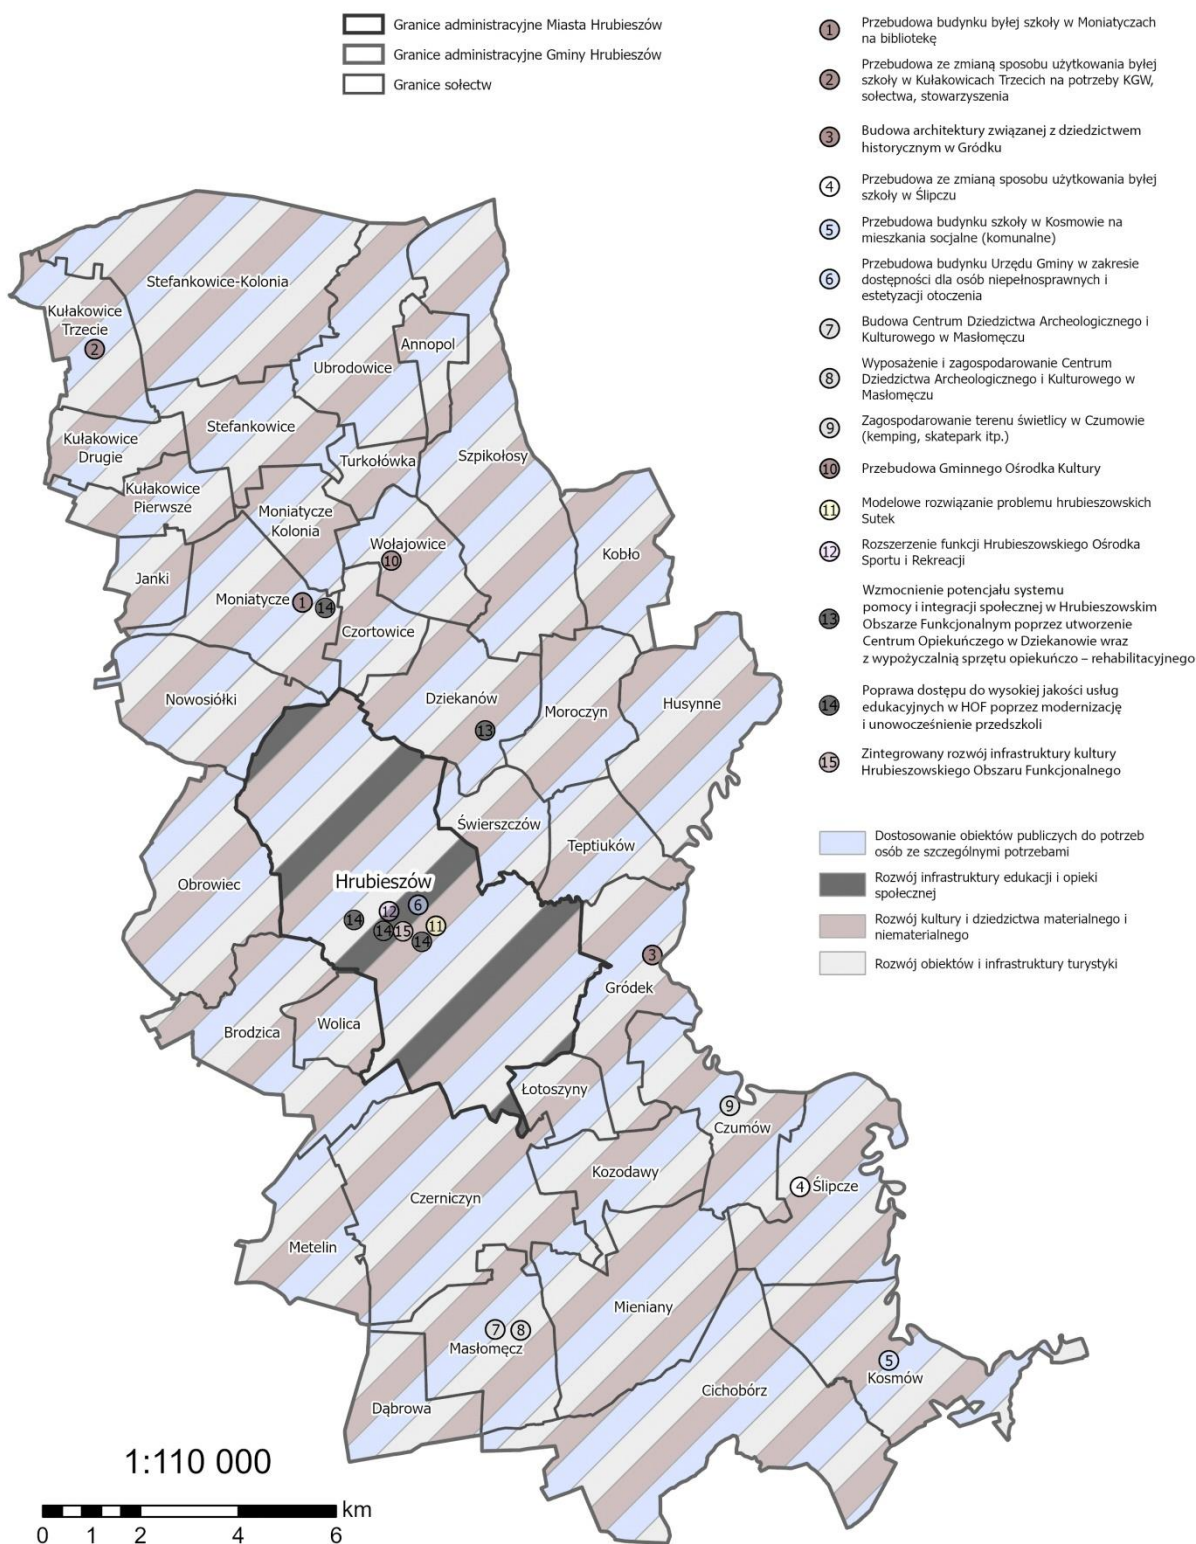 Granice administracyjne Miasta Hrubieszów
Granice administracyjne Gminy Hrubieszów
Granice sołectw
1 Przebudowa budynku byłej szkoły w Moniatyczach
na bibliotekę
2 Przebudowa ze zmianą sposobu użytkowania byłej
szkoły w Kułakowicach Trzecich na potrzeby KGW,
sołectwa, stowarzyszenia
3 Budowa architektury związanej z dziedzictwem
historycznym w Gródku
4 Przebudowa ze zmianą sposobu użytkowania byłej
szkoły w Ślipczu
5 Przebudowa budynku szkoły w Kosmowie na
mieszkania socjalne (komunalne)
6 Przebudowa budynku Urzędu Gminy w zakresie
dostępności dla osób niepełnosprawnych i
estetyzacji otoczenia
7 Budowa Centrum Dziedzictwa Archeologicznego i
Kulturowego w Masłomęczu
8 Wyposażenie i zagospodarowanie Centrum
Dziedzictwa Archeologicznego i Kulturowego w
Masłomęczu
9 Zagospodarowanie terenu świetlicy w Czumowie
(kemping, skatepark itp.)
10 Przebudowa Gminnego Ośrodka Kultury
11 Modelowe rozwiązanie problemu hrubieszowskich
Sutek
12 Rozszerzenie funkcji Hrubieszowskiego Ośrodka
Sportu i Rekreacji
13 Wzmocnienie potencjału systemu
pomocy i integracji społecznej w Hrubieszowskim
Obszarze Funkcjonalnym poprzez utworzenie
Centrum Opiekuńczego w Dziekanowie wraz
z wypożyczalnią sprzętu opiekuńczo – rehabilitacyjnego
14 Poprawa dostępu do wysokiej jakości usług
edukacyjnych w HOF poprzez modernizację
i unowocześnienie przedszkoli
15 Zintegrowany rozwój infrastruktury kultury
Hrubieszowskiego Obszaru Funkcjonalnego
Dostosowanie obiektów publicznych do potrzeb
osób ze szczególnymi potrzebami
Rozwój infrastruktury edukacji i opieki
społecznej
Rozwój kultury i dziedzictwa materialnego i
niematerialnego
Rozwój obiektów i infrastruktury turystyki
Stefankowice-Kolonia
Kułakowice
Trzecie
2
Annopol
Ubrodowice
Stefankowice
Kułakowice
Drugie
Turkołówka
Szpikołosy
Kułakowice
Pierwsze
Moniatycze
Kolonia
Wołajowice
10
Kobło
Janki
Moniatycze
1
14
Czortowice
Nowosiółki
Dziekanów
13
Moroczyn
Husynne
Świerszczów
Teptiuków
Obrowiec
Hrubieszów
6
12
14
14
15
11
14
3
Gródek
Wolica
Brodzica
Łotoszyny
9
Czumów
Kozodawy
4
Ślipcze
Czerniczyn
Metelin
Mieniany
7
8
Masłomęcz
5
Kosmów
Cichobórz
Dąbrowa
1:110 000
km
0 1 2 4 6